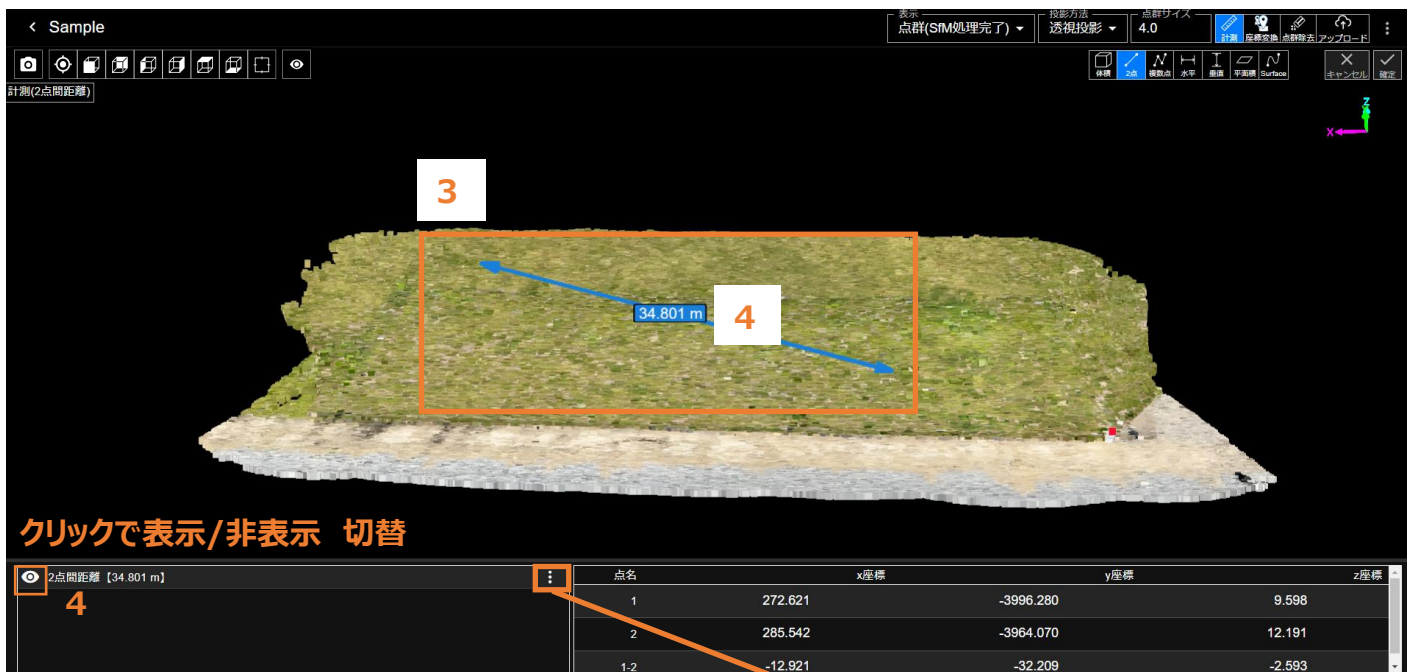 < Sample
表示
点群(SfM処理完了)
投影方法
透視投影
点群サイズ
4.0
計測
座標変換
点群除去
アップロード
体積
2点
複数点
水平
垂直
平面積
Surface
キャンセル
確定
計測(2点間距離)
Z
X
3
34.801 m
4
クリックで表示/非表示 切替
2点間距離【34.801 m】
4
点名 x座標 y座標 z座標
1 272.621 -3996.280 9.598
2 285.542 -3964.070 12.191
1-2 -12.921 -32.209 -2.593